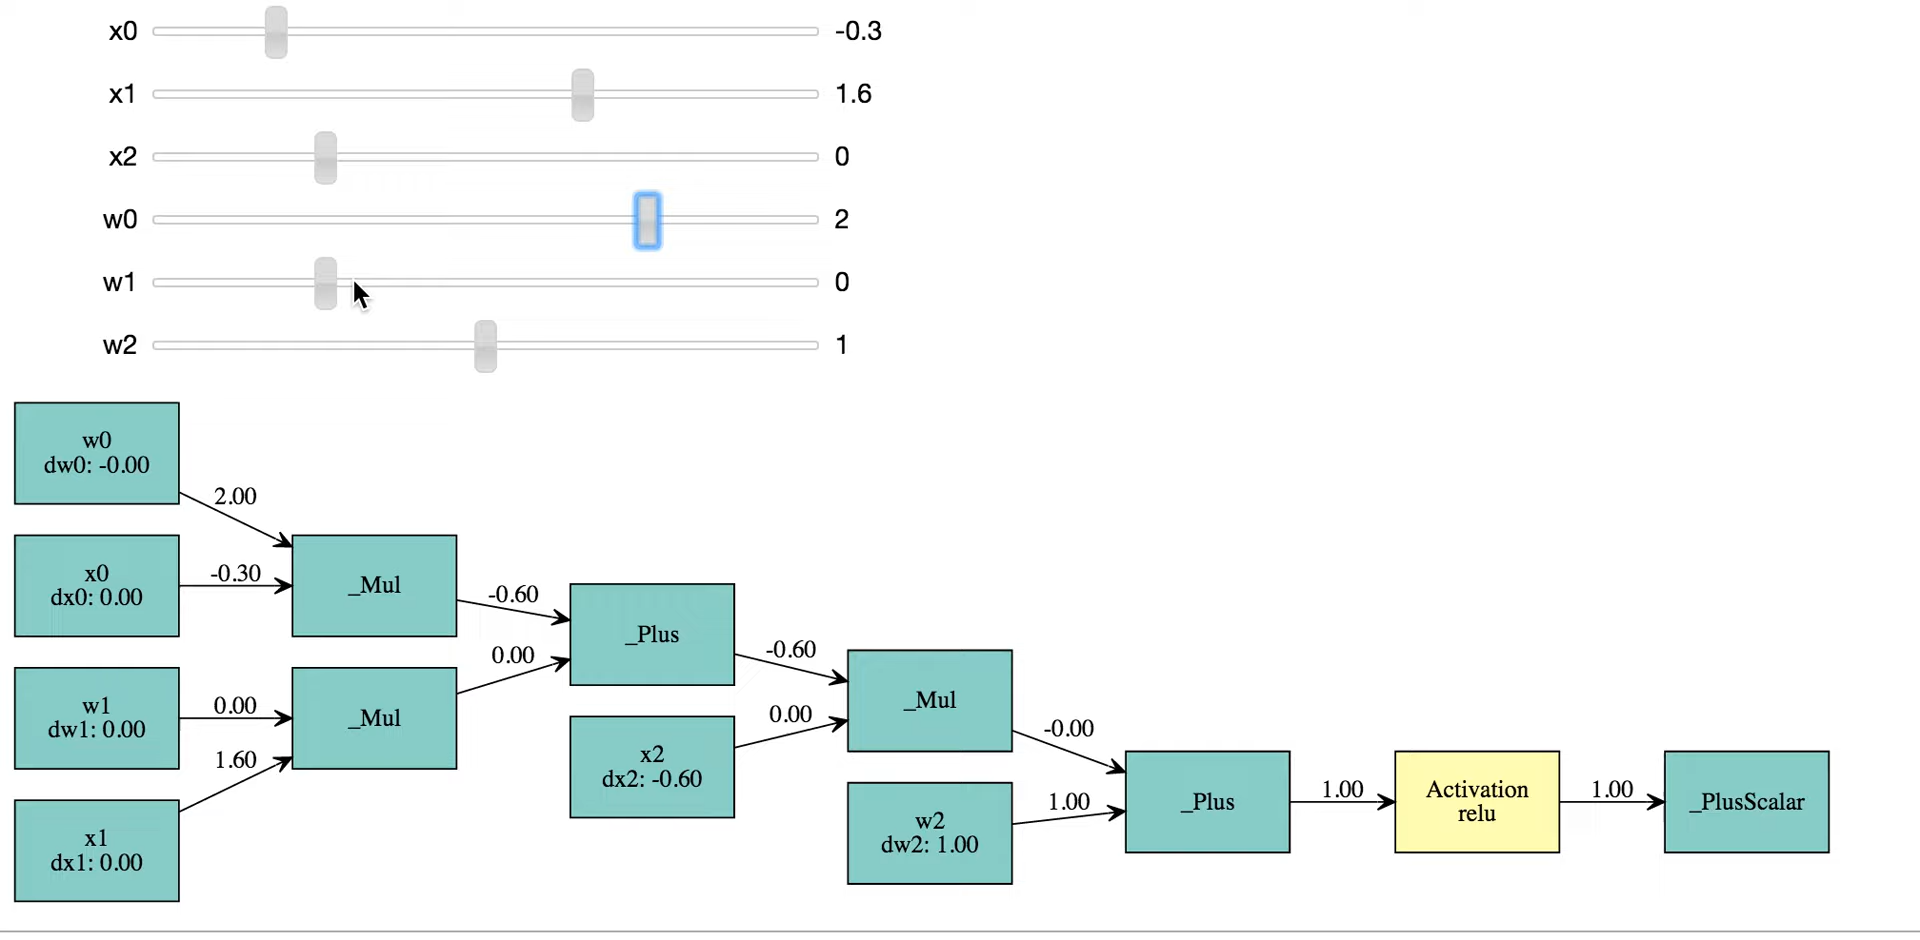 x0 -0.3
x1 1.6
x2 0
w0 2
w1 0
w2 1
w0
dw0: -0.00
2.00
x0
dx0: 0.00
-0.30
_Mul
-0.60
w1
dw1: 0.00
0.00
_Mul
0.00
1.60
x1
dx1: 0.00
_Plus
-0.60
x2
dx2: -0.60
0.00
_Mul
-0.00
w2
dw2: 1.00
1.00
_Plus
1.00
Activation
relu
1.00
_PlusScalar